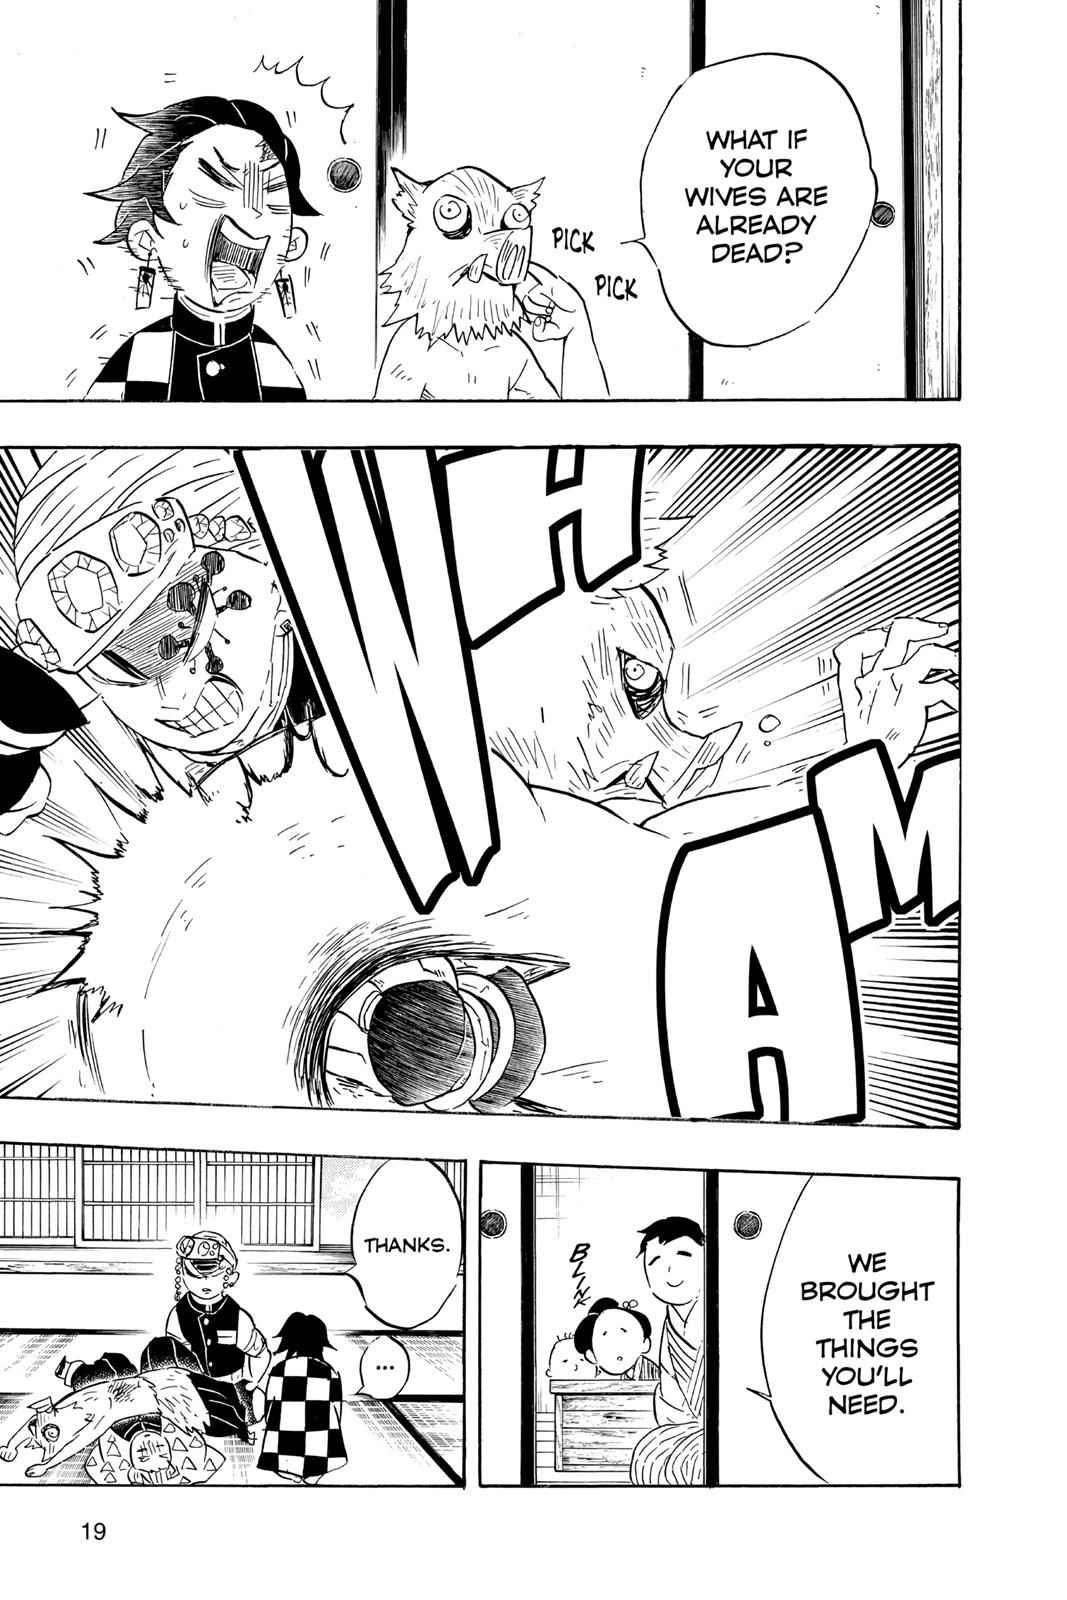 WHAT IF
YOUR
WIVES ARE
ALREADY
DEAD?
PICK
PICK
WHAM
A
WE
BROUGHT
THE
THINGS
YOU'LL
NEED.
BLINK
THANKS.
...
19